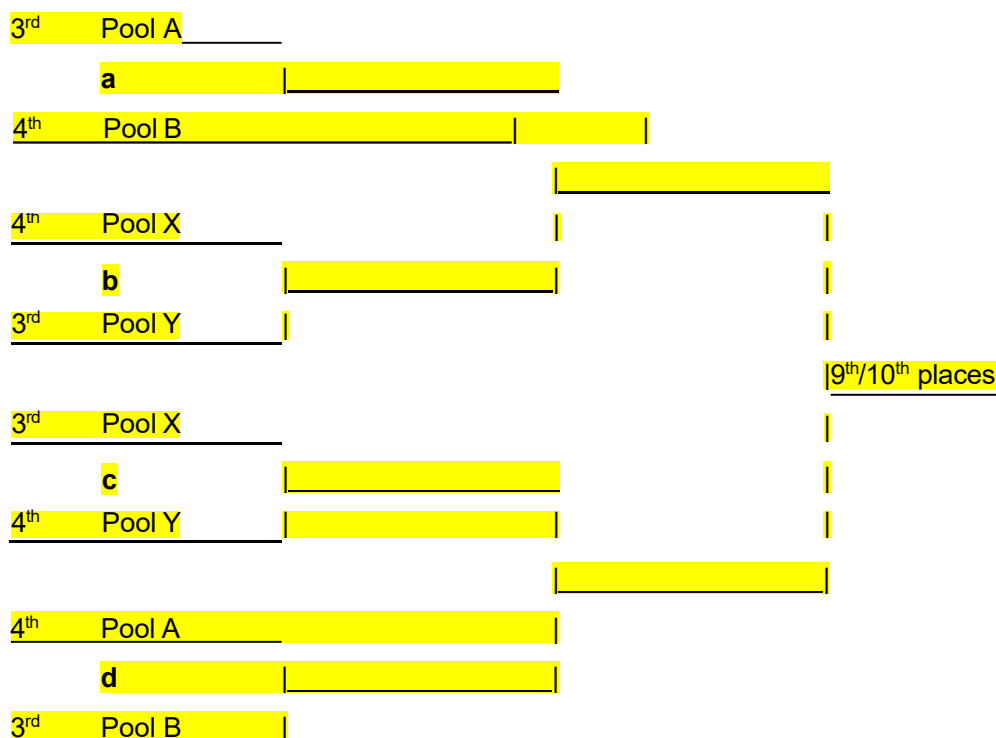 3rd Pool A
a
4th Pool B
4th Pool X
b
3rd Pool Y
9th/10th places
3rd Pool X
c
4th Pool Y
4th Pool A
d
3rd Pool B